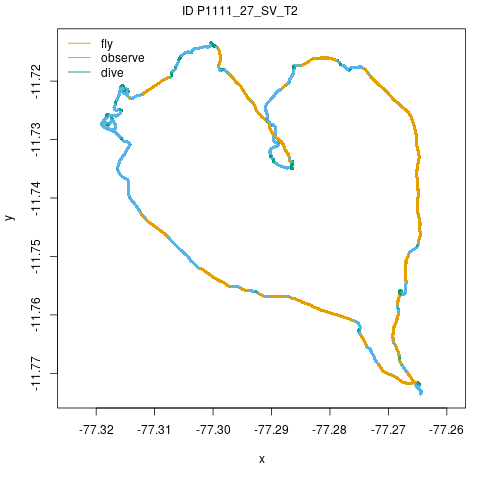 ID P1111_27_SV_T2
fly
observe
dive
y
-11.72
-11.73
-11.74
-11.75
-11.76
-11.77
-77.32 -77.31 -77.30 -77.29 -77.28 -77.27 -77.26
x